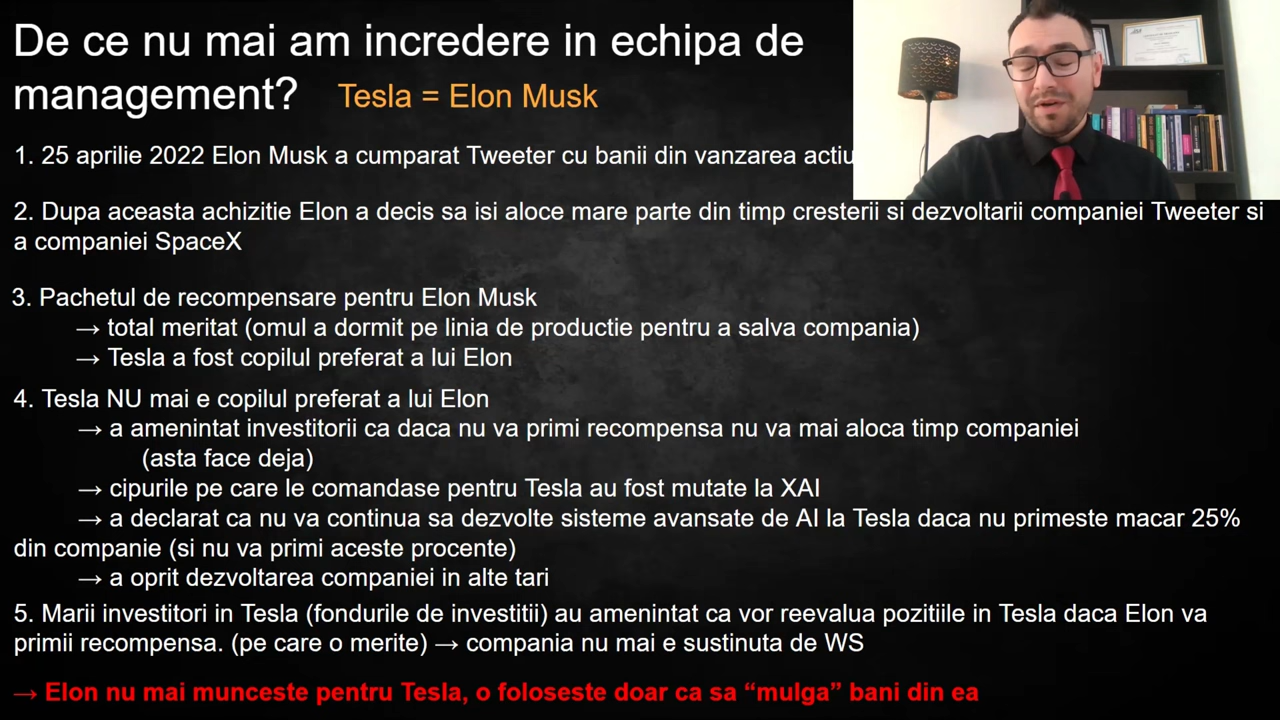 De ce nu mai am incredere in echipa de
management? Tesla = Elon Musk
1. 25 aprilie 2022 Elon Musk a cumparat Tweeter cu banii din vanzarea
2. Dupa aceasta achizitie Elon a decis sa isi aloce mare parte din timp cresterii si dezvoltarii companiei Tweeter si
a companiei SpaceX
3. Pachetul de recompensare pentru Elon Musk
→ total meritat (omul a dormit pe linia de productie pentru a salva compania)
→ Tesla a fost copilul preferat a lui Elon
4. Tesla NU mai e copilul preferat a lui Elon
→ a amenintat investitorii ca daca nu va primi recompensa nu va mai aloca timp companiei
(asta face deja)
→ cipurile pe care le comandase pentru Tesla au fost mutate la XAI
→ a declarat ca nu va continua sa dezvolte sisteme avansate de AI la Tesla daca nu primeste macar 25%
din companie (si nu va primi aceste procente)
→ a oprit dezvoltarea companiei in alte tari
5. Marii investitori in Tesla (fondurile de investitii) au amenintat ca vor reevalua pozitiile in Tesla daca Elon va
primii recompensa. (pe care o merite) → compania nu mai e sustinuta de WS
→ Elon nu mai munceste pentru Tesla, o foloseste doar ca sa “mulga” bani din ea